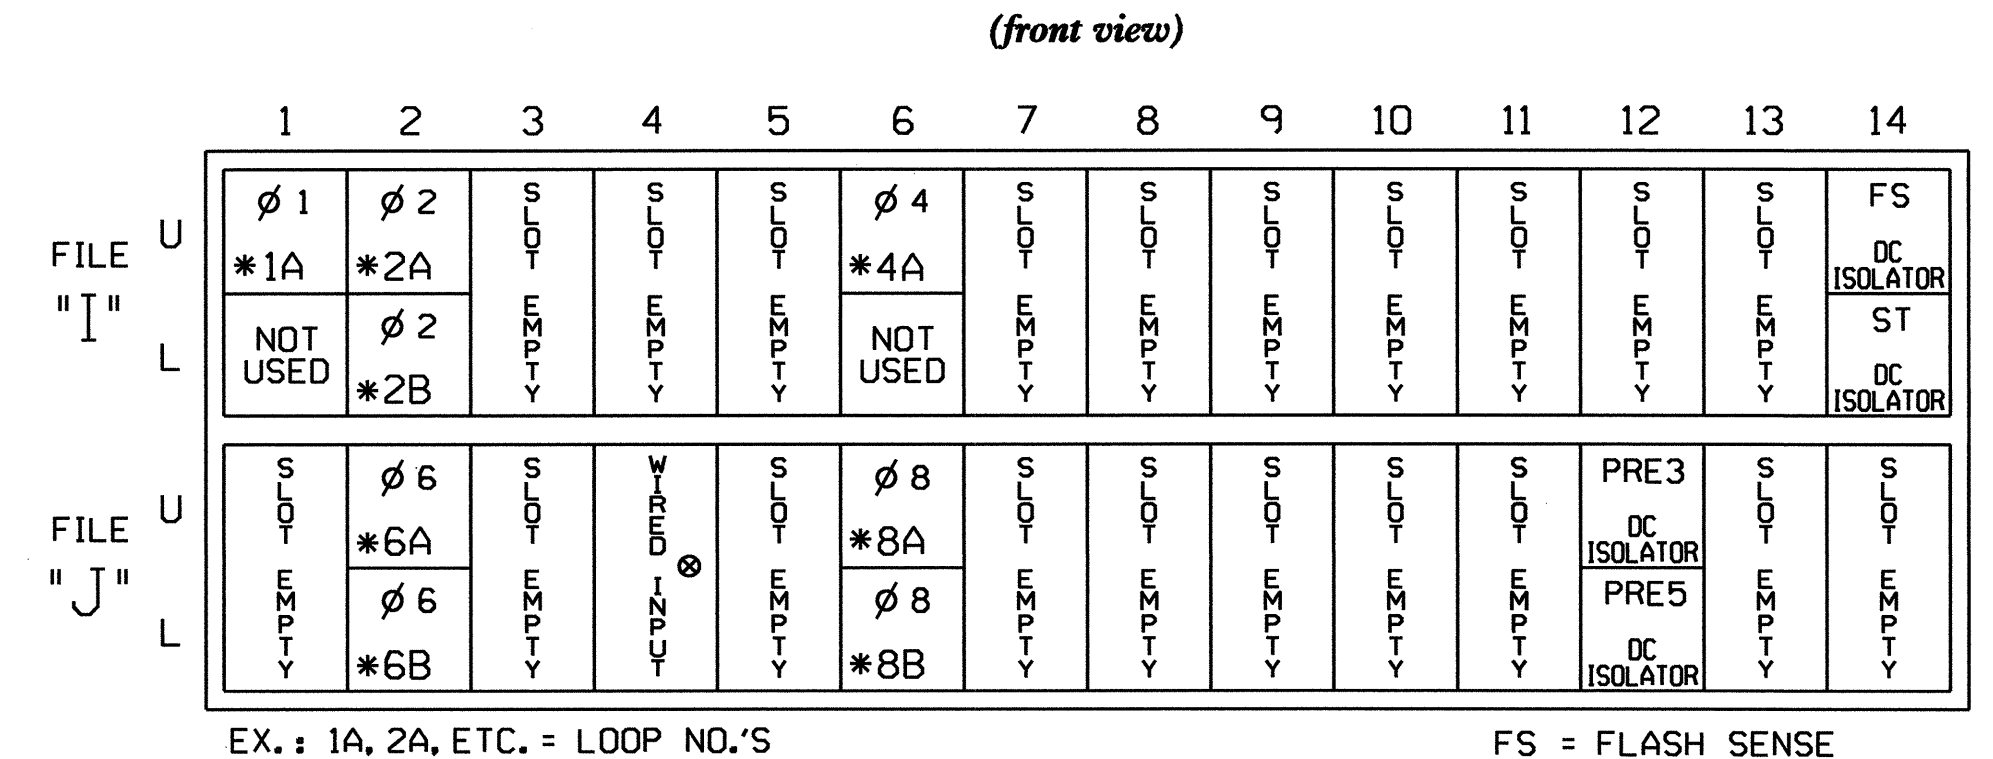 (front view)
1 2 3 4 5 6 7 8 9 10 11 12 13 14
FILE "I"
U
L
ø 1
*1A
NOT USED
ø 2
*2A
ø 2
*2B
SLOT EMPTY
SLOT EMPTY
SLOT EMPTY
ø 4
*4A
NOT USED
SLOT EMPTY
SLOT EMPTY
SLOT EMPTY
SLOT EMPTY
SLOT EMPTY
SLOT EMPTY
SLOT EMPTY
FS
DC
ISOLATOR
ST
DC
ISOLATOR
FILE "J"
U
L
SLOT EMPTY
ø 6
*6A
ø 6
*6B
SLOT EMPTY
WIRED INPUT
⊗
SLOT EMPTY
ø 8
*8A
ø 8
*8B
SLOT EMPTY
SLOT EMPTY
SLOT EMPTY
SLOT EMPTY
SLOT EMPTY
PRE3
DC
ISOLATOR
PRE5
DC
ISOLATOR
SLOT EMPTY
SLOT EMPTY
EX.: 1A, 2A, ETC. = LOOP NO.'S
FS = FLASH SENSE